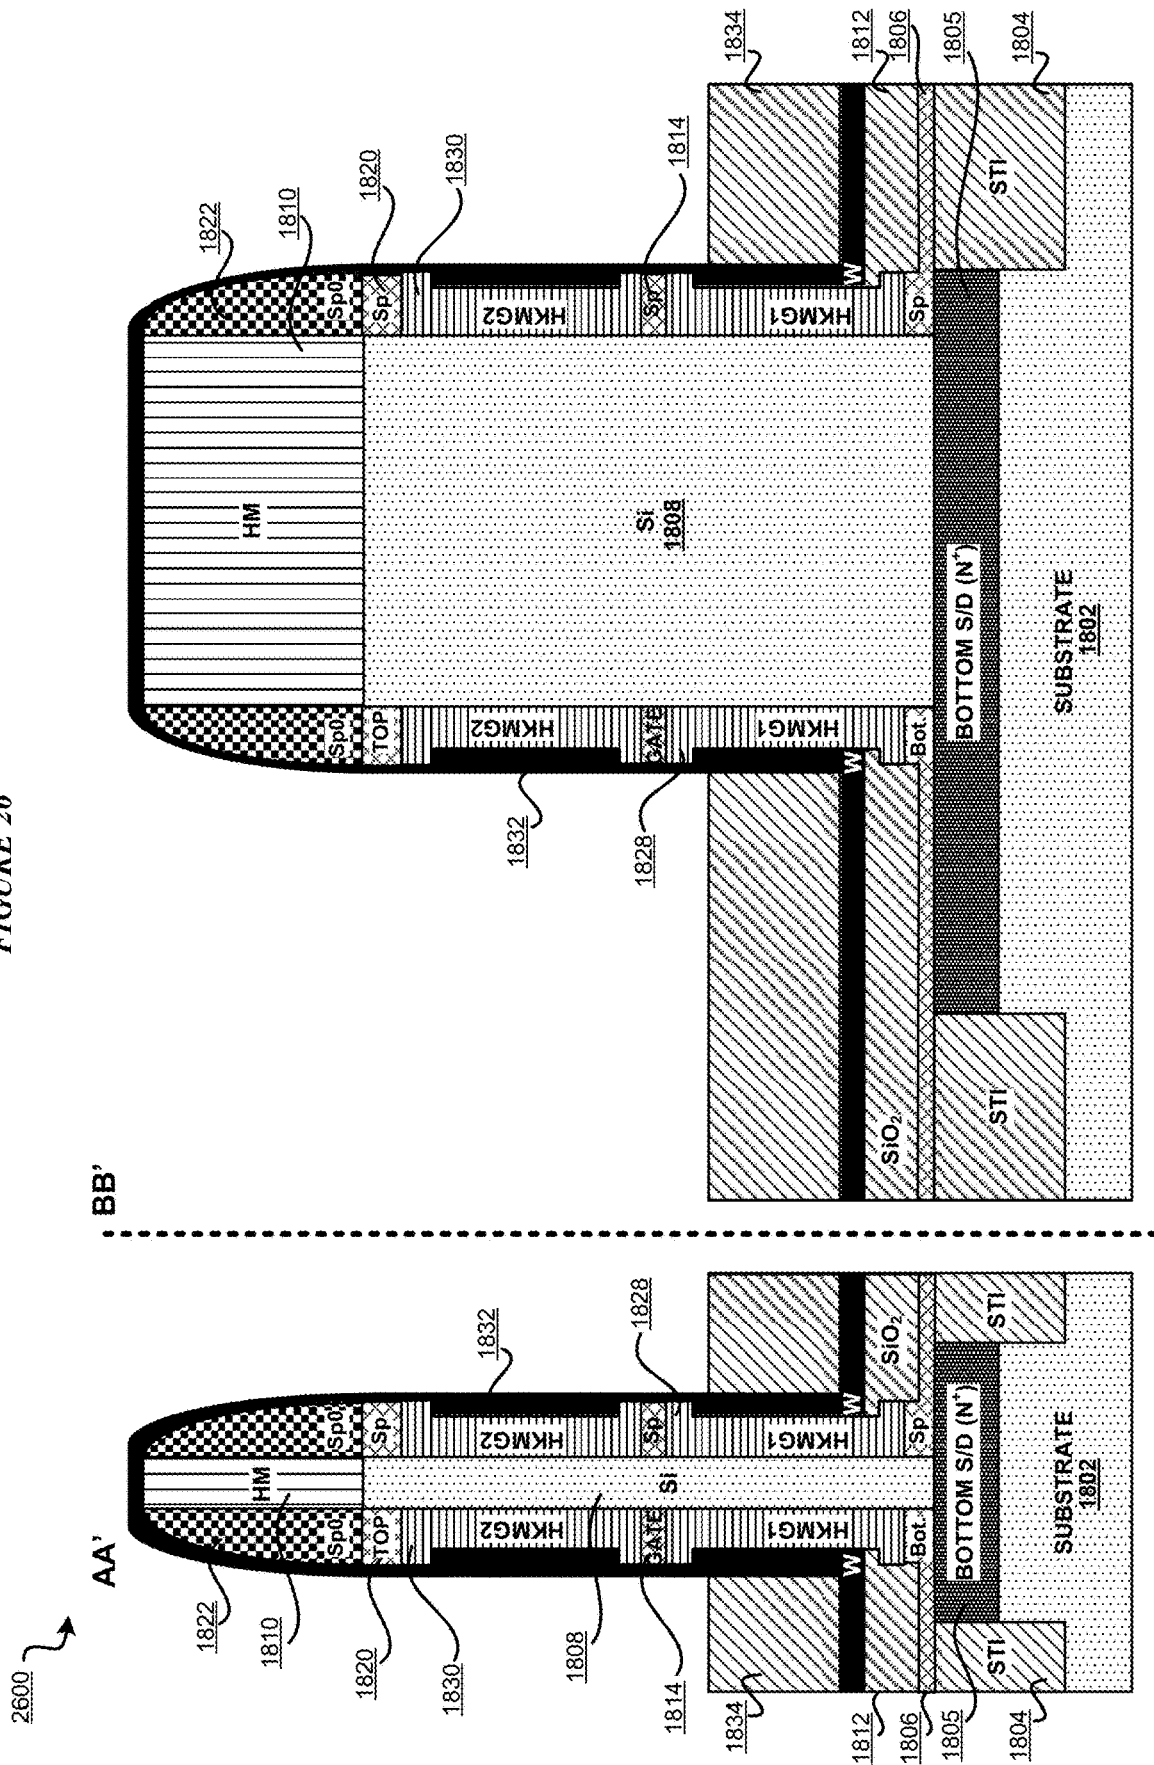 FIGURE 26
2600
AA'
1822
1810
1820
1830
1808
1814
1834
1812
1806
1805
1804
Sp0
TOP
HKMG2
GATE
HKMG1
W
Bot.
STI
HM
Si
BOTTOM S/D (N+)
SUBSTRATE
1802
Sp0
Sp
HKMG2
Sp
HKMG1
W
Sp
SiO2
STI
1832
1828
BB'
1832
1828
SiO2
STI
Sp0
TOP
HKMG2
GATE
HKMG1
W
Bot.
HM
Si
1808
BOTTOM S/D (N+)
SUBSTRATE
1802
Sp0
Sp
HKMG2
Sp
HKMG1
W
Sp
STI
1822
1810
1820
1830
1814
1834
1812
1806
1805
1804